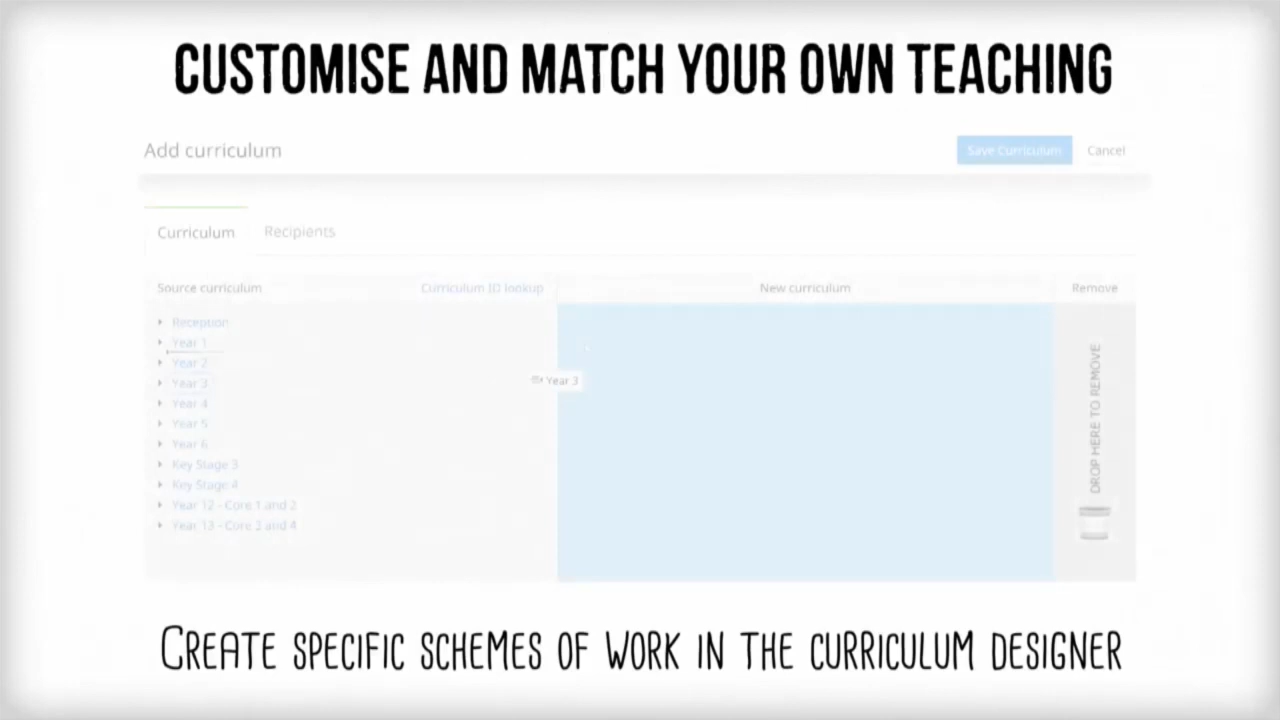 CUSTOMISE AND MATCH YOUR OWN TEACHING
Add curriculum
Save Curriculum
Cancel
Curriculum
Recipients
Source curriculum
Curriculum ID lookup
New curriculum
Remove
Reception
Year 1
Year 2
Year 3
Year 4
Year 5
Year 6
Key Stage 3
Key Stage 4
Year 12 - Core 1 and 2
Year 13 - Core 3 and 4
Year 3
DROP HERE TO REMOVE
CREATE SPECIFIC SCHEMES OF WORK IN THE CURRICULUM DESIGNER